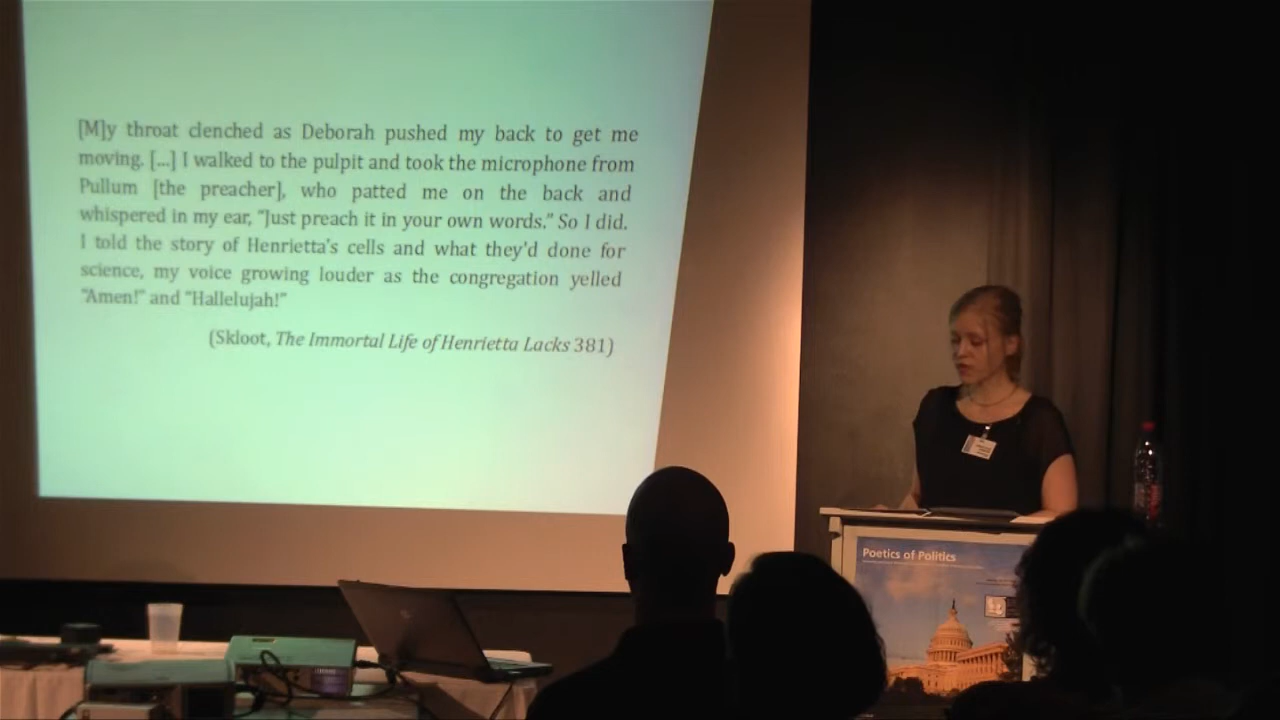 [M]y throat clenched as Deborah pushed my back to get me
moving. [...] I walked to the pulpit and took the microphone from
Pullum [the preacher], who patted me on the back and
whispered in my ear, “Just preach it in your own words.” So I did.
I told the story of Henrietta’s cells and what they’d done for
science, my voice growing louder as the congregation yelled
“Amen!” and “Hallelujah!”
(Skloot, The Immortal Life of Henrietta Lacks 381)
Poetics of Politics